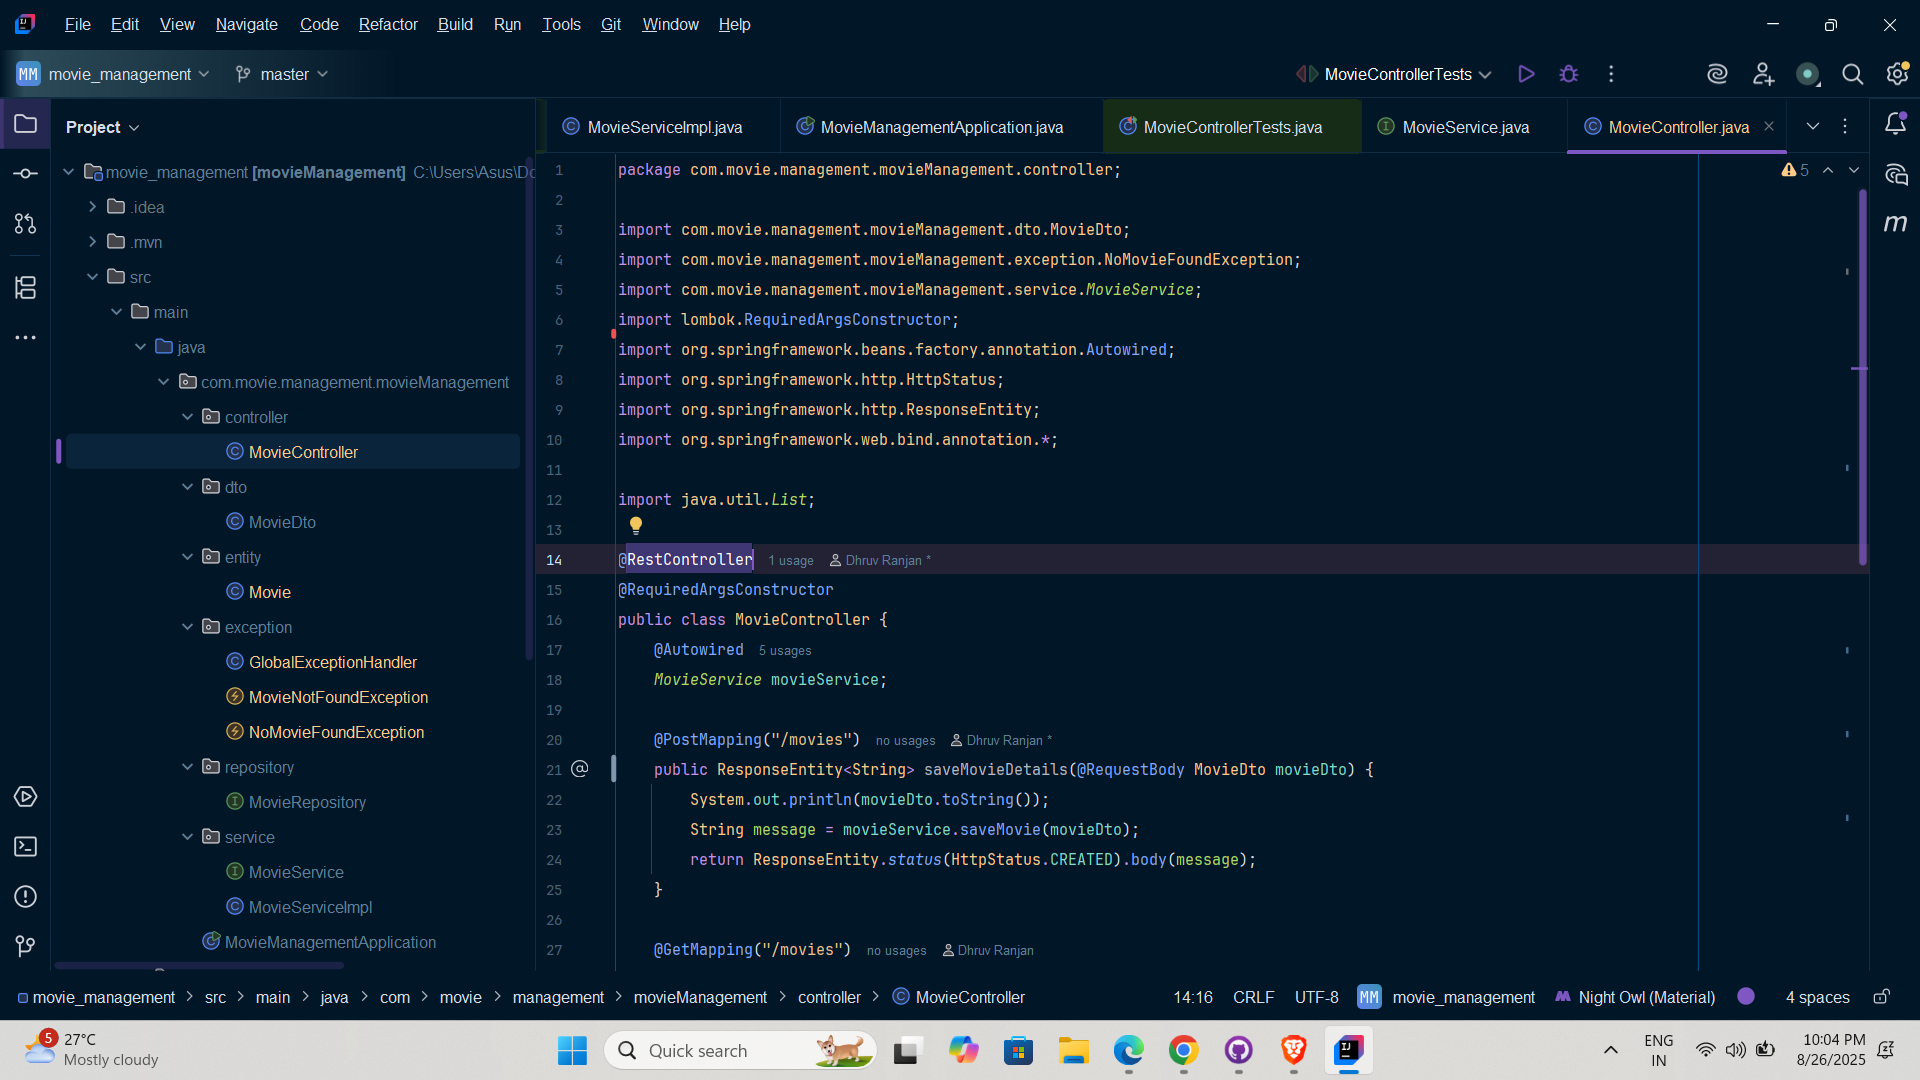 File Edit View Navigate Code Refactor Build Run Tools Git Window Help
MM movie_management master MovieControllerTests
Project
MovieServiceImpl.java MovieManagementApplication.java MovieControllerTests.java MovieService.java MovieController.java
movie_management [movieManagement] C:\Users\Asus\Do
.idea
.mvn
src
main
java
com.movie.management.movieManagement
controller
MovieController
dto
MovieDto
entity
Movie
exception
GlobalExceptionHandler
MovieNotFoundException
NoMovieFoundException
repository
MovieRepository
service
MovieService
MovieServiceImpl
MovieManagementApplication
5
1 package com.movie.management.movieManagement.controller;
2
3 import com.movie.management.movieManagement.dto.MovieDto;
4 import com.movie.management.movieManagement.exception.NoMovieFoundException;
5 import com.movie.management.movieManagement.service.MovieService;
6 import lombok.RequiredArgsConstructor;
7 import org.springframework.beans.factory.annotation.Autowired;
8 import org.springframework.http.HttpStatus;
9 import org.springframework.http.ResponseEntity;
10 import org.springframework.web.bind.annotation.*;
11
12 import java.util.List;
13
14 @RestController 1 usage Dhruv Ranjan *
15 @RequiredArgsConstructor
16 public class MovieController {
17 @Autowired 5 usages
18 MovieService movieService;
19
20 @PostMapping("/movies") no usages Dhruv Ranjan *
21 public ResponseEntity<String> saveMovieDetails(@RequestBody MovieDto movieDto) {
22 System.out.println(movieDto.toString());
23 String message = movieService.saveMovie(movieDto);
24 return ResponseEntity.status(HttpStatus.CREATED).body(message);
25 }
26
27 @GetMapping("/movies") no usages Dhruv Ranjan
m
movie_management > src > main > java > com > movie > management > movieManagement > controller > MovieController
14:16 CRLF UTF-8 MM movie_management Night Owl (Material) 4 spaces
5 27°C
Mostly cloudy
Quick search
ENG
IN
10:04 PM
8/26/2025